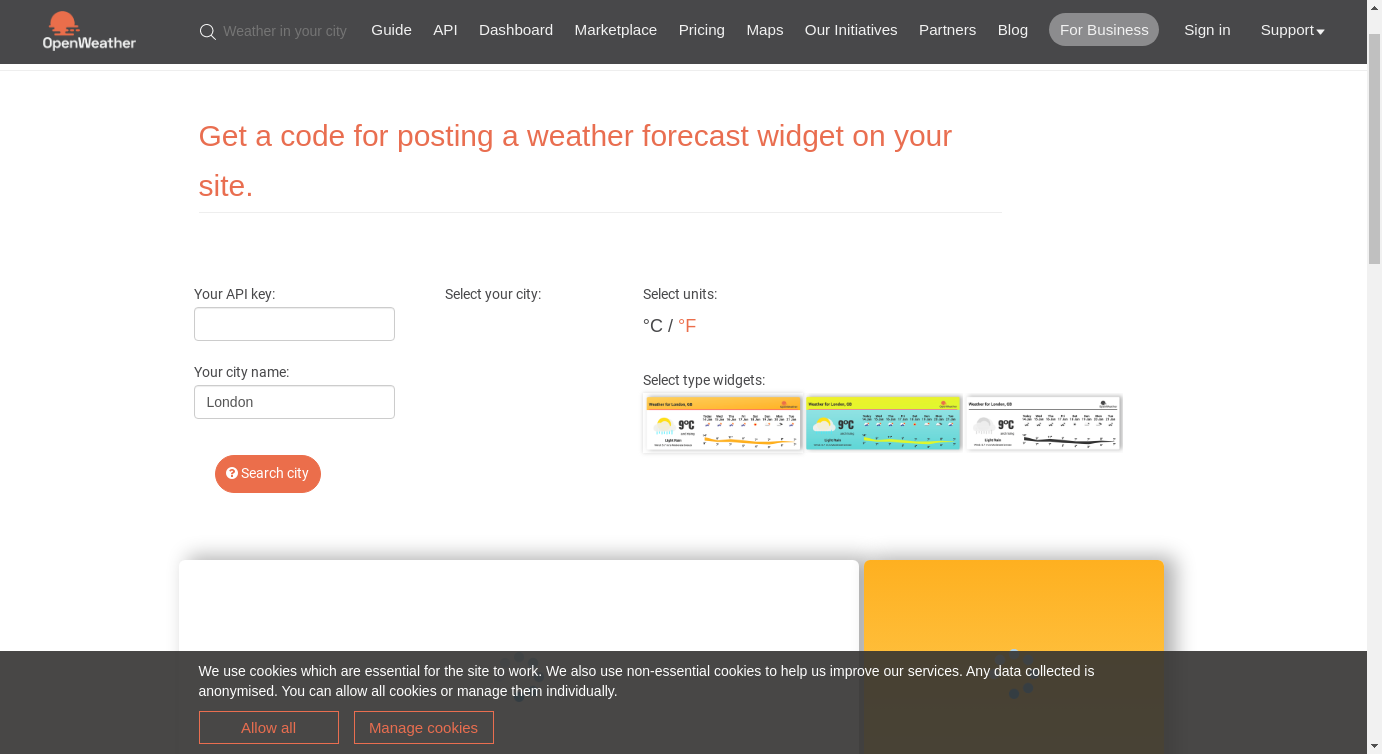 OpenWeather
Weather in your city
Guide
API
Dashboard
Marketplace
Pricing
Maps
Our Initiatives
Partners
Blog
For Business
Sign in
Support
Get a code for posting a weather forecast widget on your
site.
Your API key:
Select your city:
Select units:
°C / °F
Your city name:
London
Select type widgets:
Weather for London, GB
9°C
Light Rain
Weather for London, GB
9°C
Light Rain
Weather for London, GB
9°C
Light Rain
Search city
We use cookies which are essential for the site to work. We also use non-essential cookies to help us improve our services. Any data collected is
anonymised. You can allow all cookies or manage them individually.
Allow all
Manage cookies